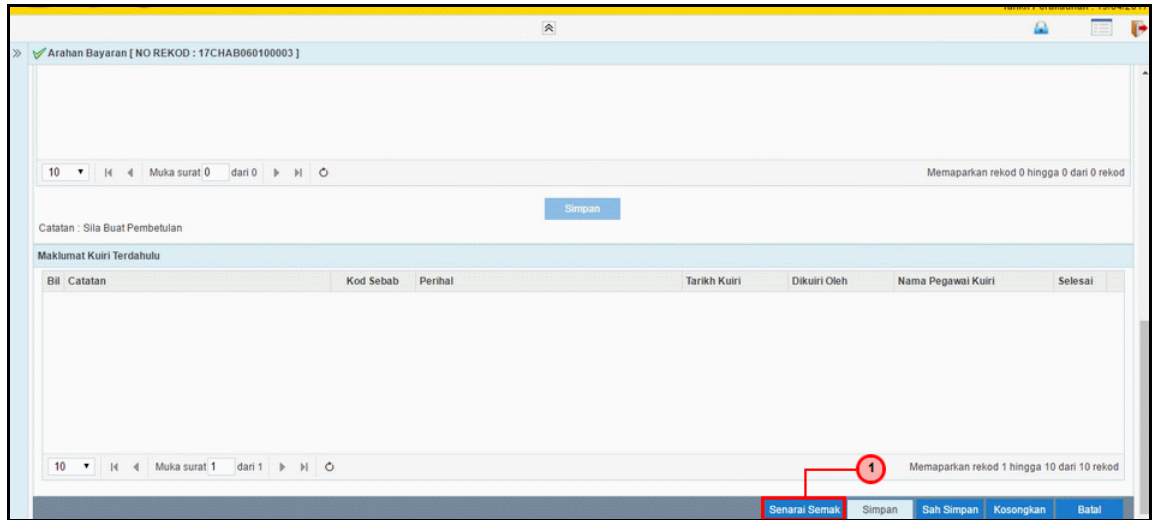 Arahan Bayaran [ NO REKOD : 17CHAB060100003 ]
10 Muka surat 0 dari 0 Memaparkan rekod 0 hingga 0 dari 0 rekod
Simpan
Catatan : Sila Buat Pembetulan
Maklumat Kuiri Terdahulu
Bil Catatan Kod Sebab Perihal Tarikh Kuiri Dikuiri Oleh Nama Pegawai Kuiri Selesai
10 Muka surat 1 dari 1 Memaparkan rekod 1 hingga 10 dari 10 rekod
1
Senarai Semak Simpan Sah Simpan Kosongkan Batal